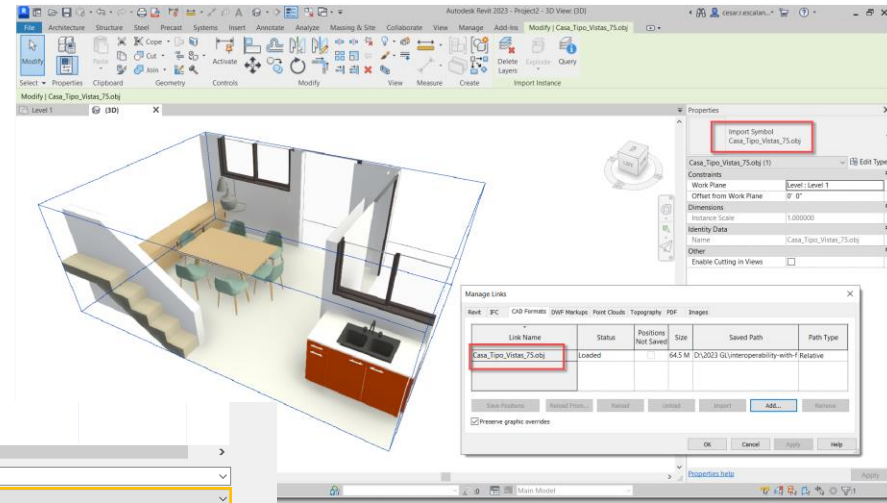 Autodesk Revit 2023 - Project2 - 3D View: {3D}
cesar.r.escalan...
File Architecture Structure Steel Precast Systems Insert Annotate Analyze Massing & Site Collaborate View Manage Add-Ins Modify | Casa_Tipo_Vistas_75.obj
Modify
Paste
Cope
Cut
Join
Activate
Delete Layers
Explode
Query
Select Properties Clipboard Geometry Controls Modify View Measure Create Import Instance
Modify | Casa_Tipo_Vistas_75.obj
Level 1
{3D} X
Properties
Import Symbol
Casa_Tipo_Vistas_75.obj
Casa_Tipo_Vistas_75.obj (1) Edit Type
Constraints
Work Plane Level : Level 1
Offset from Work Plane 0' 0"
Dimensions
Instance Scale 1.000000
Identity Data
Name Casa_Tipo_Vistas_75.obj
Other
Enable Cutting in Views
Manage Links
Revit IFC CAD Formats DWF Markups Point Clouds Topography PDF Images
Link Name Status Positions Not Saved Size Saved Path Path Type
Casa_Tipo_Vistas_75.obj Loaded 64.5 M D:\2023 GL\interoperability-with-f Relative
Save Positions Reload From... Reload Unload Import Add... Remove
Preserve graphic overrides
OK Cancel Apply Help
Properties help Apply
:0 Main Model